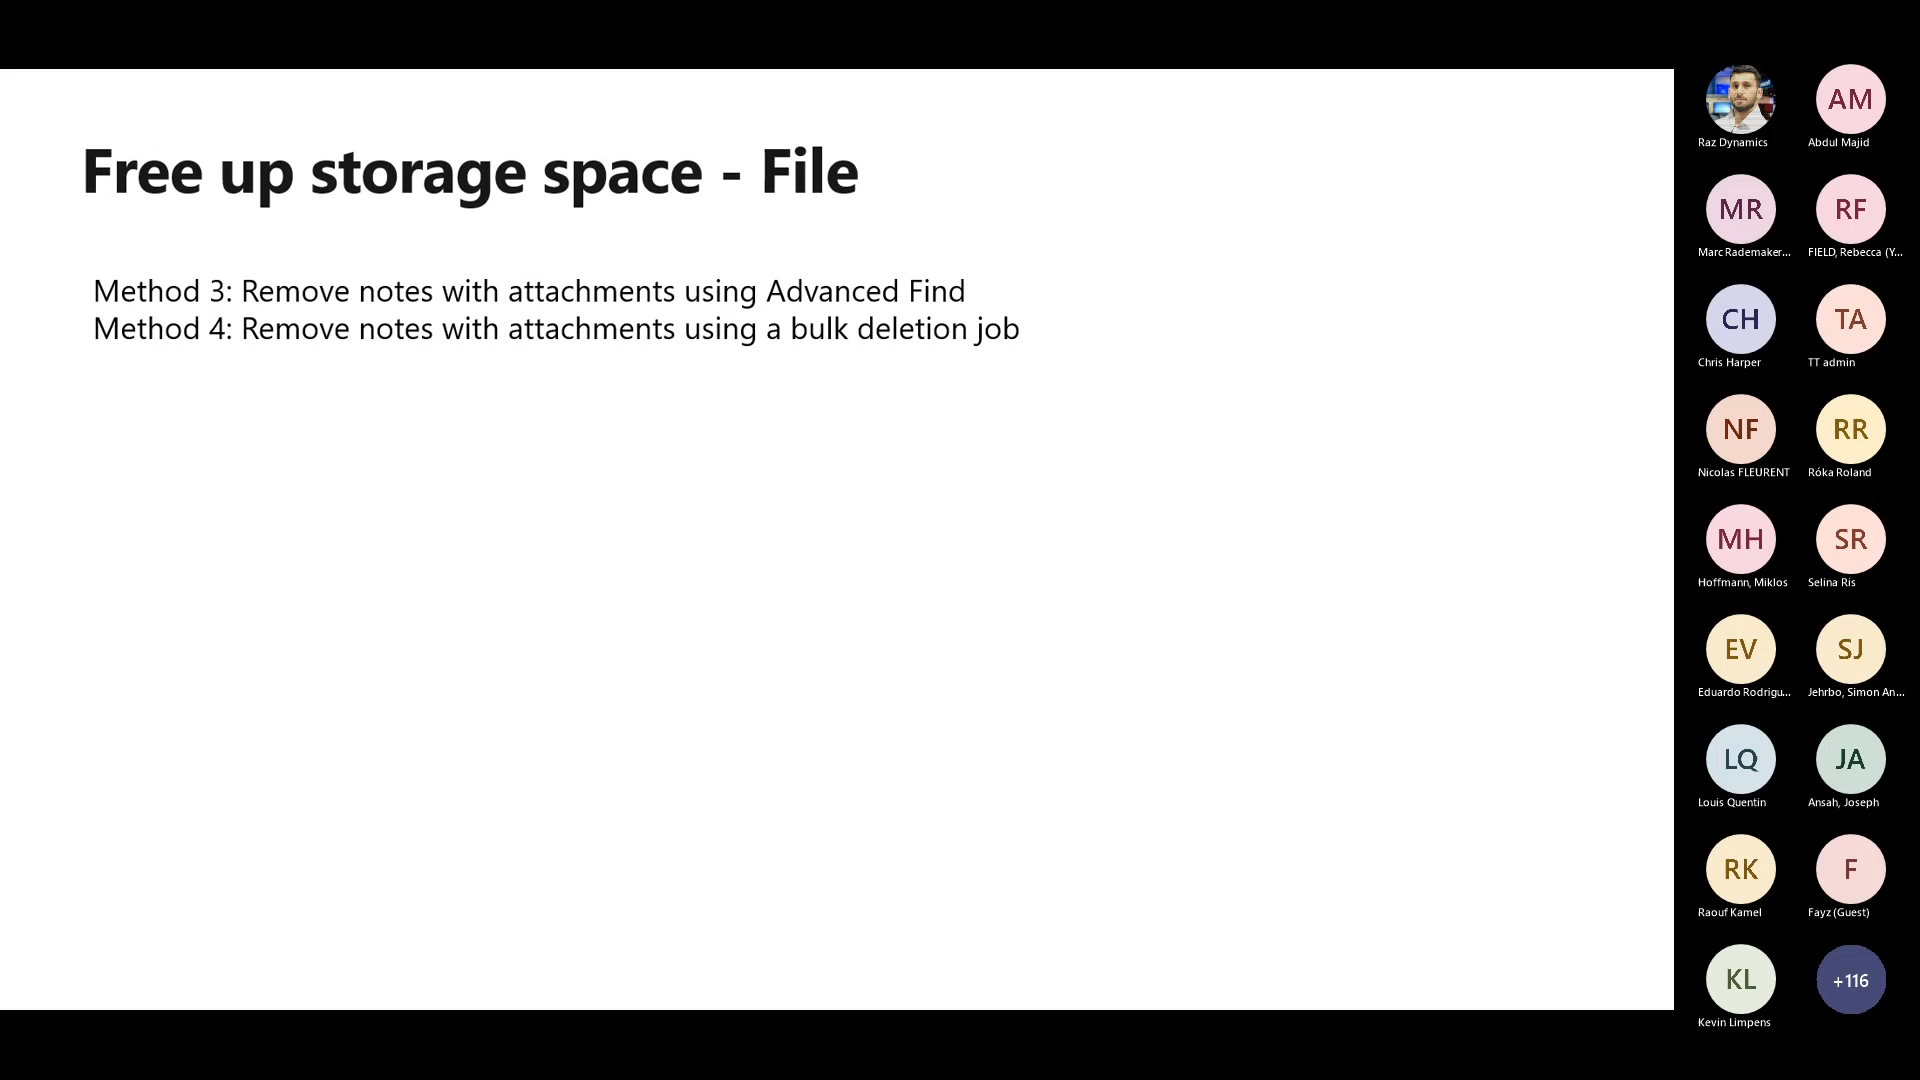 Free up storage space - File
Method 3: Remove notes with attachments using Advanced Find
Method 4: Remove notes with attachments using a bulk deletion job
Raz Dynamics
AM
Abdul Majid
MR
Marc Rademaker...
RF
FIELD, Rebecca (Y...
CH
Chris Harper
TA
TT admin
NF
Nicolas FLEURENT
RR
Róka Roland
MH
Hoffmann, Miklos
SR
Selina Ris
EV
Eduardo Rodrigu...
SJ
Jehrbo, Simon An...
LQ
Louis Quentin
JA
Ansah, Joseph
RK
Raouf Kamel
F
Fayz (Guest)
KL
Kevin Limpens
+116